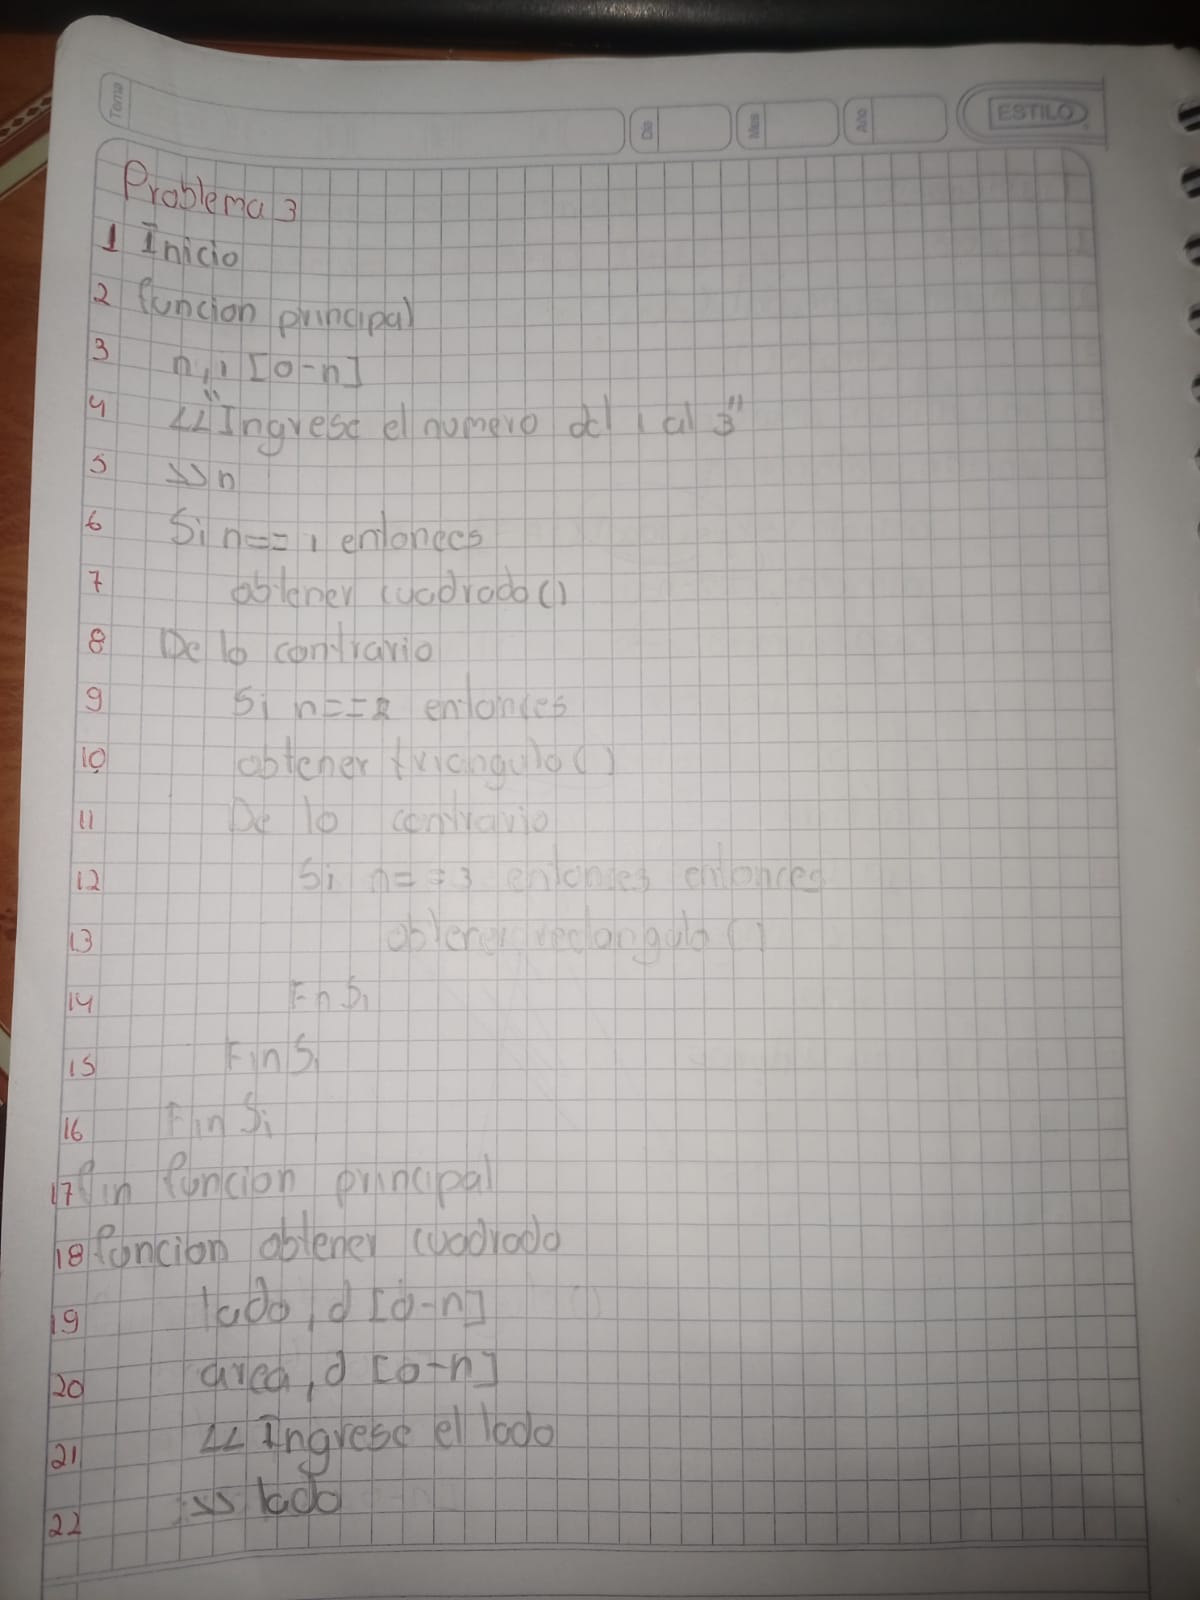 Tema
Dia
Mes
Año
ESTILO
Problema 3
1 Inicio
2 funcion principal
3 n, i [0-n]
4 <<"Ingrese el numero del 1 al 3"
5 >>n
6 Si n==1 entonces
7 obtener cuadrado()
8 De lo contrario
9 Si n==2 entonces
10 obtener triangulo()
11 De lo contrario
12 Si n==3 entonces entonces
13 obtener rectangulo()
14 Fin Si
15 Fin Si
16 Fin Si
17 fin funcion principal
18 funcion obtener cuadrado
19 lado, d [0-n]
20 area, d [0-n]
21 << Ingrese el lado
22 >> lado